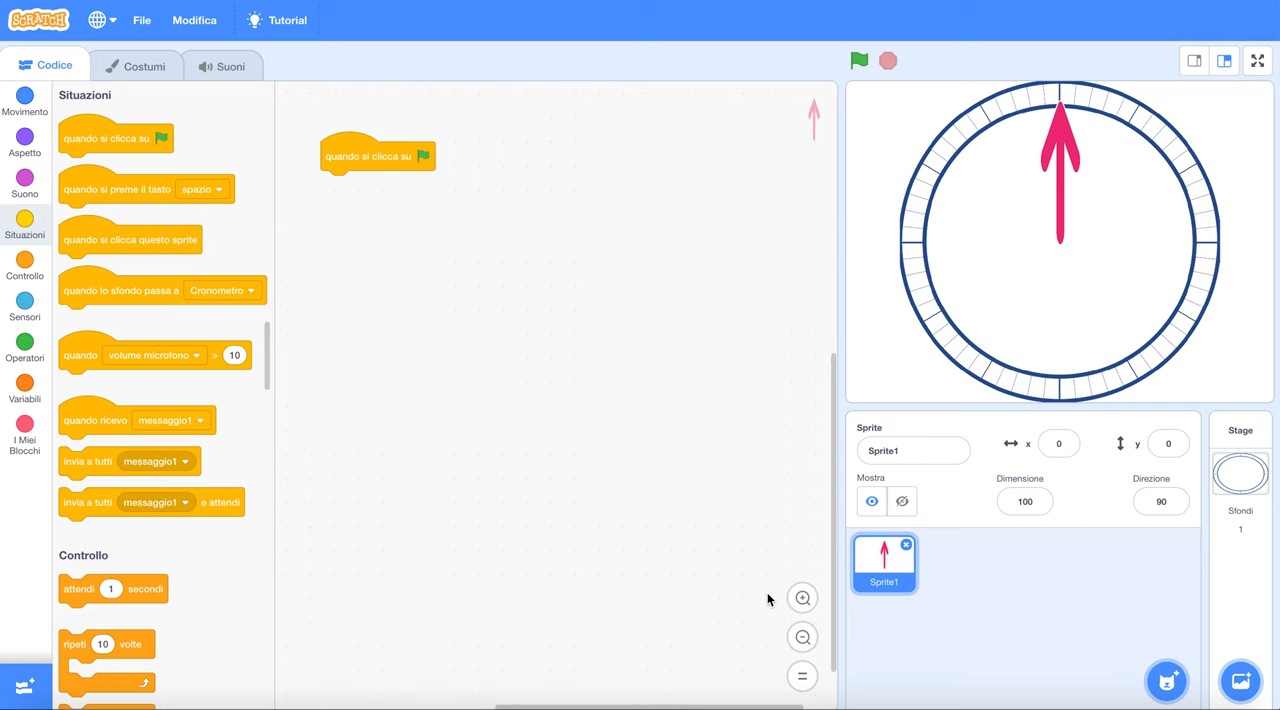 SCRATCH
File
Modifica
Tutorial
Codice
Costumi
Suoni
Movimento
Aspetto
Suono
Situazioni
Controllo
Sensori
Operatori
Variabili
I Miei
Blocchi
Situazioni
quando si clicca su
quando si preme il tasto spazio
quando si clicca questo sprite
quando lo sfondo passa a Cronometro
quando volume microfono > 10
quando ricevo messaggio1
invia a tutti messaggio1
invia a tutti messaggio1 e attendi
Controllo
attendi 1 secondi
ripeti 10 volte
quando si clicca su
Sprite
Sprite1
x 0
y 0
Mostra
Dimensione
100
Direzione
90
Sprite1
Stage
Sfondi
1